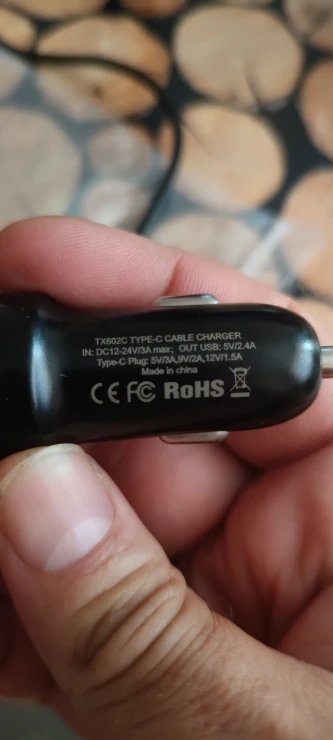 TX602C TYPE-C CABLE CHARGER
IN: DC12-24V/3A max; OUT USB: 5V/2.4A
Type-C Plug: 5V/3A,9V/2A,12V/1.5A
Made in china
CE FC RoHS